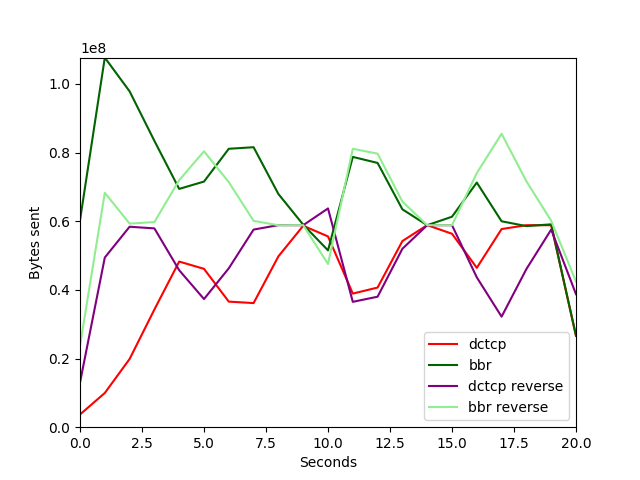 1e8
1.0
0.8
0.6
0.4
0.2
0.0
Bytes sent
0.0 2.5 5.0 7.5 10.0 12.5 15.0 17.5 20.0
Seconds
dctcp
bbr
dctcp reverse
bbr reverse